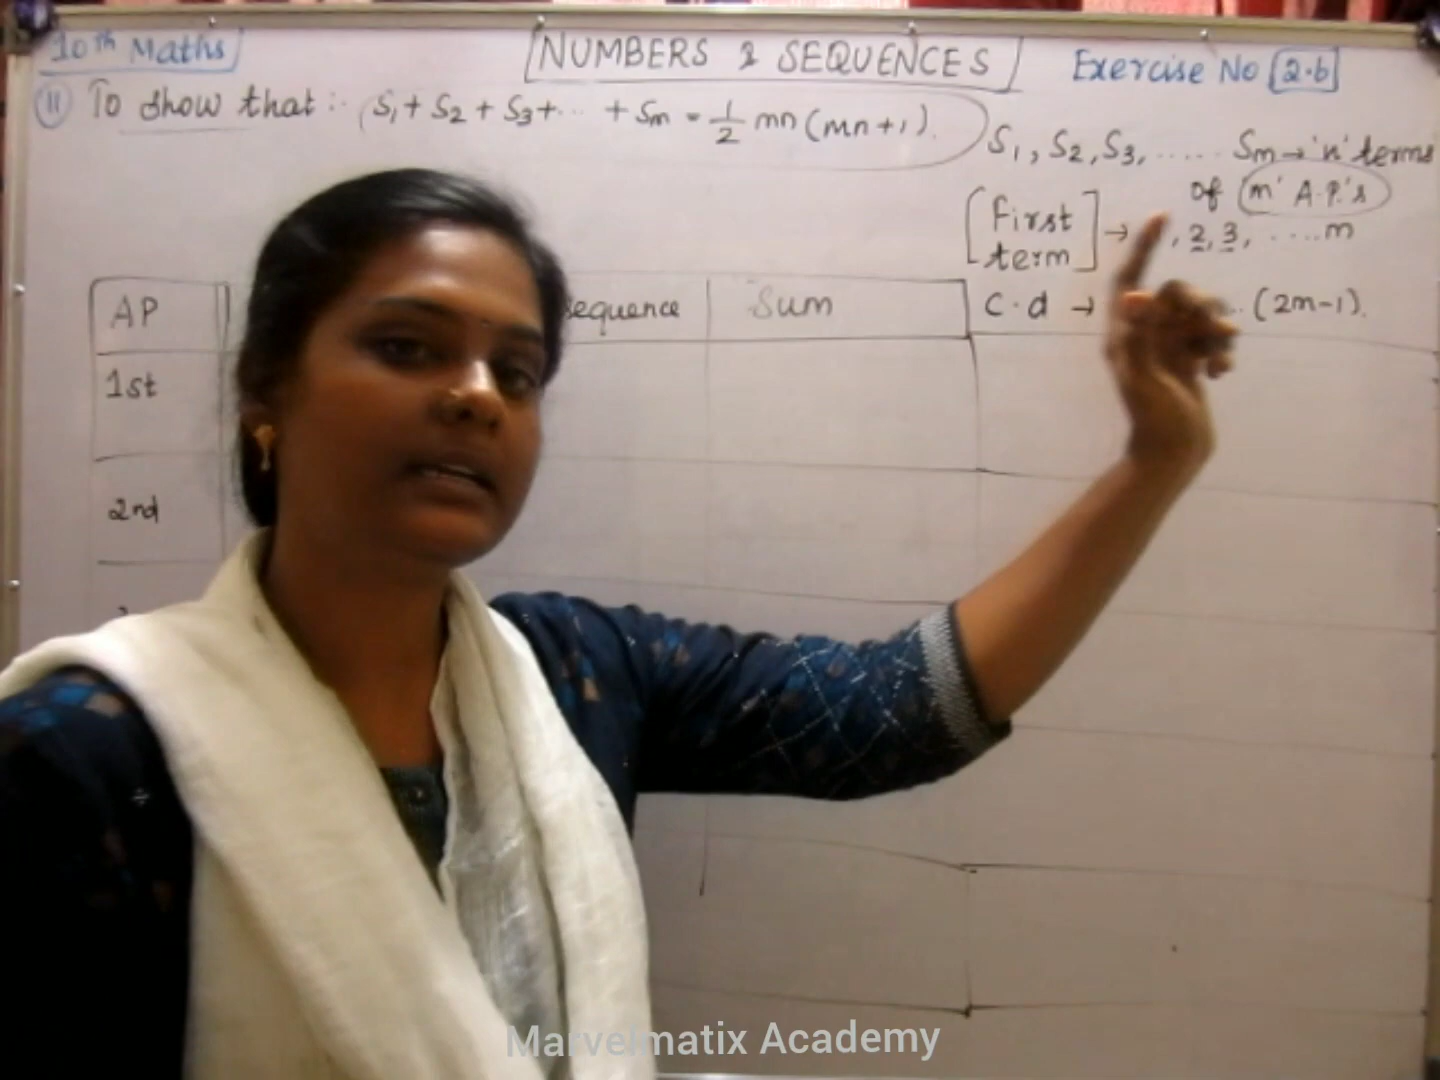 10th Maths
NUMBERS & SEQUENCES
Exercise No 2.6
11 To show that :- S₁ + S₂ + S₃ + ... + Sm = 1/2 mn (mn+1).
S₁, S₂, S₃, ...... Sm → 'n' terms
of 'm' A.P.'s
[First term] → , 2, 3, .....m
C.d → .. (2m-1).
AP sequence Sum
1st
2nd
Marvelmatix Academy